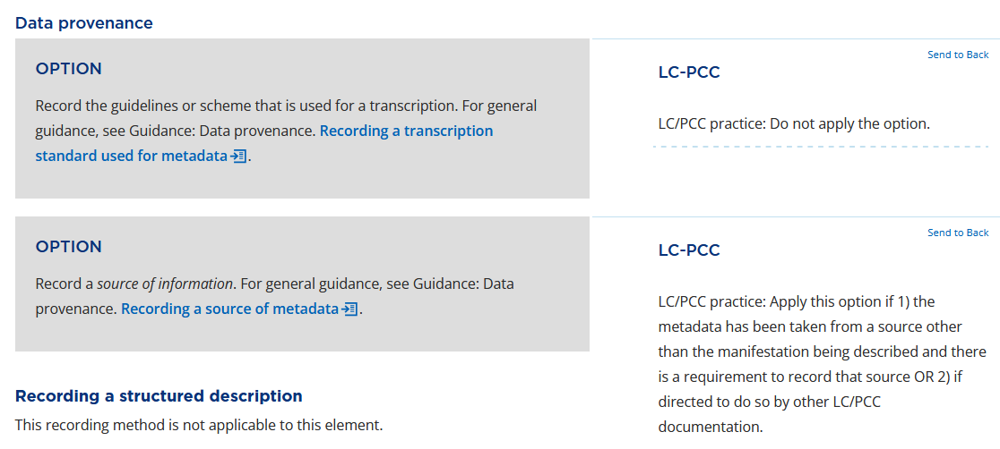 Data provenance
OPTION
Record the guidelines or scheme that is used for a transcription. For general
guidance, see Guidance: Data provenance. Recording a transcription
standard used for metadata.
Send to Back
LC-PCC
LC/PCC practice: Do not apply the option.
OPTION
Record a source of information. For general guidance, see Guidance: Data
provenance. Recording a source of metadata.
Send to Back
LC-PCC
LC/PCC practice: Apply this option if 1) the
metadata has been taken from a source other
than the manifestation being described and there
is a requirement to record that source OR 2) if
directed to do so by other LC/PCC
documentation.
Recording a structured description
This recording method is not applicable to this element.